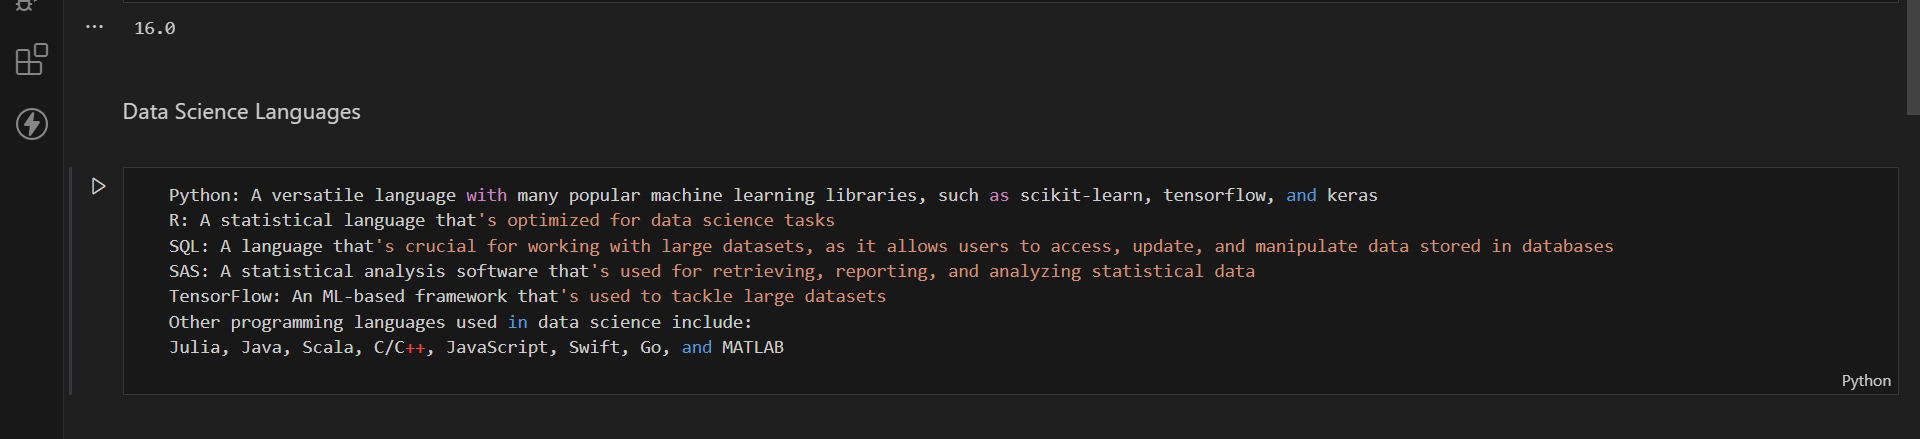 ... 16.0
Data Science Languages
Python: A versatile language with many popular machine learning libraries, such as scikit-learn, tensorflow, and keras
R: A statistical language that's optimized for data science tasks
SQL: A language that's crucial for working with large datasets, as it allows users to access, update, and manipulate data stored in databases
SAS: A statistical analysis software that's used for retrieving, reporting, and analyzing statistical data
TensorFlow: An ML-based framework that's used to tackle large datasets
Other programming languages used in data science include:
Julia, Java, Scala, C/C++, JavaScript, Swift, Go, and MATLAB
Python